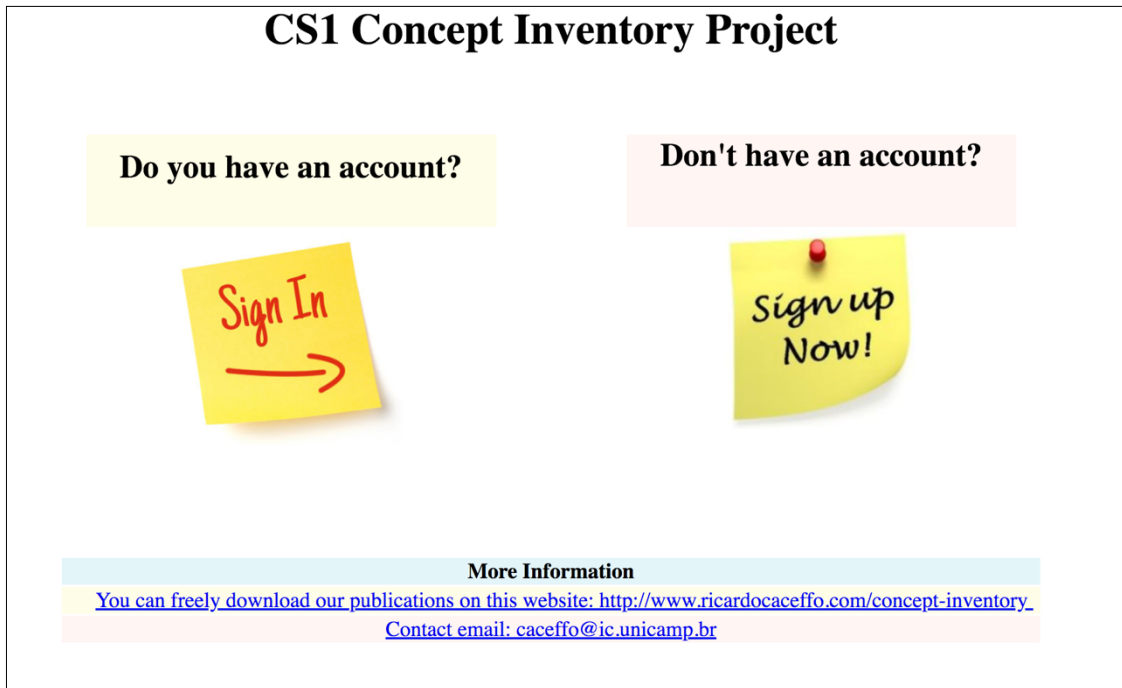 CS1 Concept Inventory Project
Do you have an account?
Don't have an account?
Sign In
Sign up
Now!
More Information
You can freely download our publications on this website: http://www.ricardocaceffo.com/concept-inventory
Contact email: caceffo@ic.unicamp.br